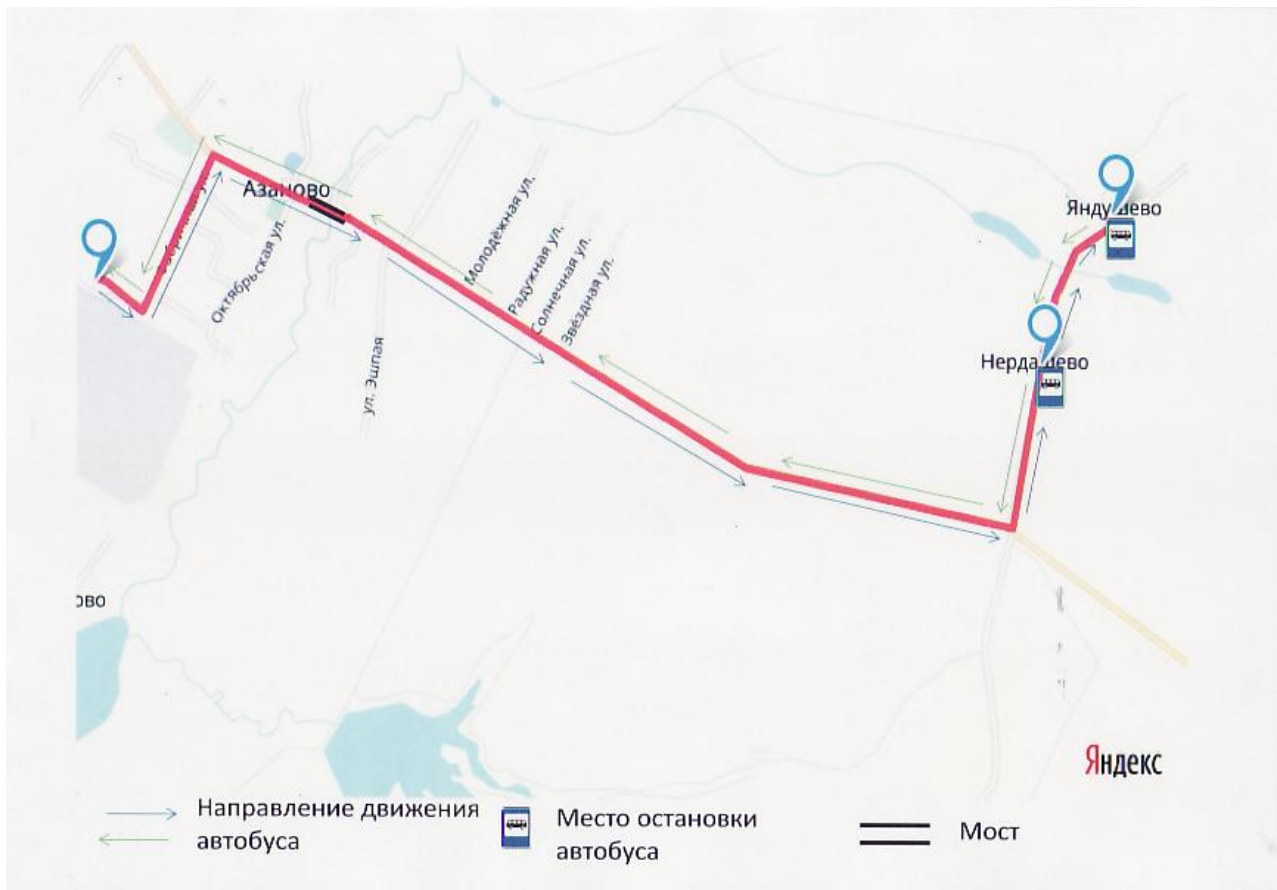 Азаново
Октябрьская ул.
ул. Эшпая
Молодёжная ул.
Радужная ул.
Солнечная ул.
Звёздная ул.
Яндушево
Нердашево
ово
Яндекс
Направление движения
автобуса
Место остановки
автобуса
Мост